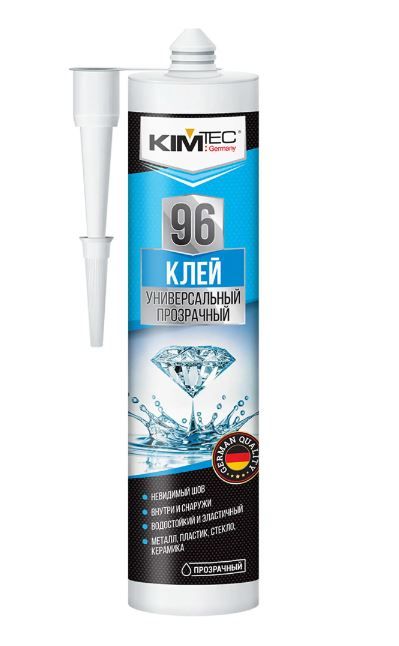 KIMTEC
Germany
96
КЛЕЙ
УНИВЕРСАЛЬНЫЙ
ПРОЗРАЧНЫЙ
GERMAN QUALITY
НЕВИДИМЫЙ ШОВ
ВНУТРИ И СНАРУЖИ
ВОДОСТОЙКИЙ И ЭЛАСТИЧНЫЙ
МЕТАЛЛ, ПЛАСТИК, СТЕКЛО,
КЕРАМИКА
ПРОЗРАЧНЫЙ